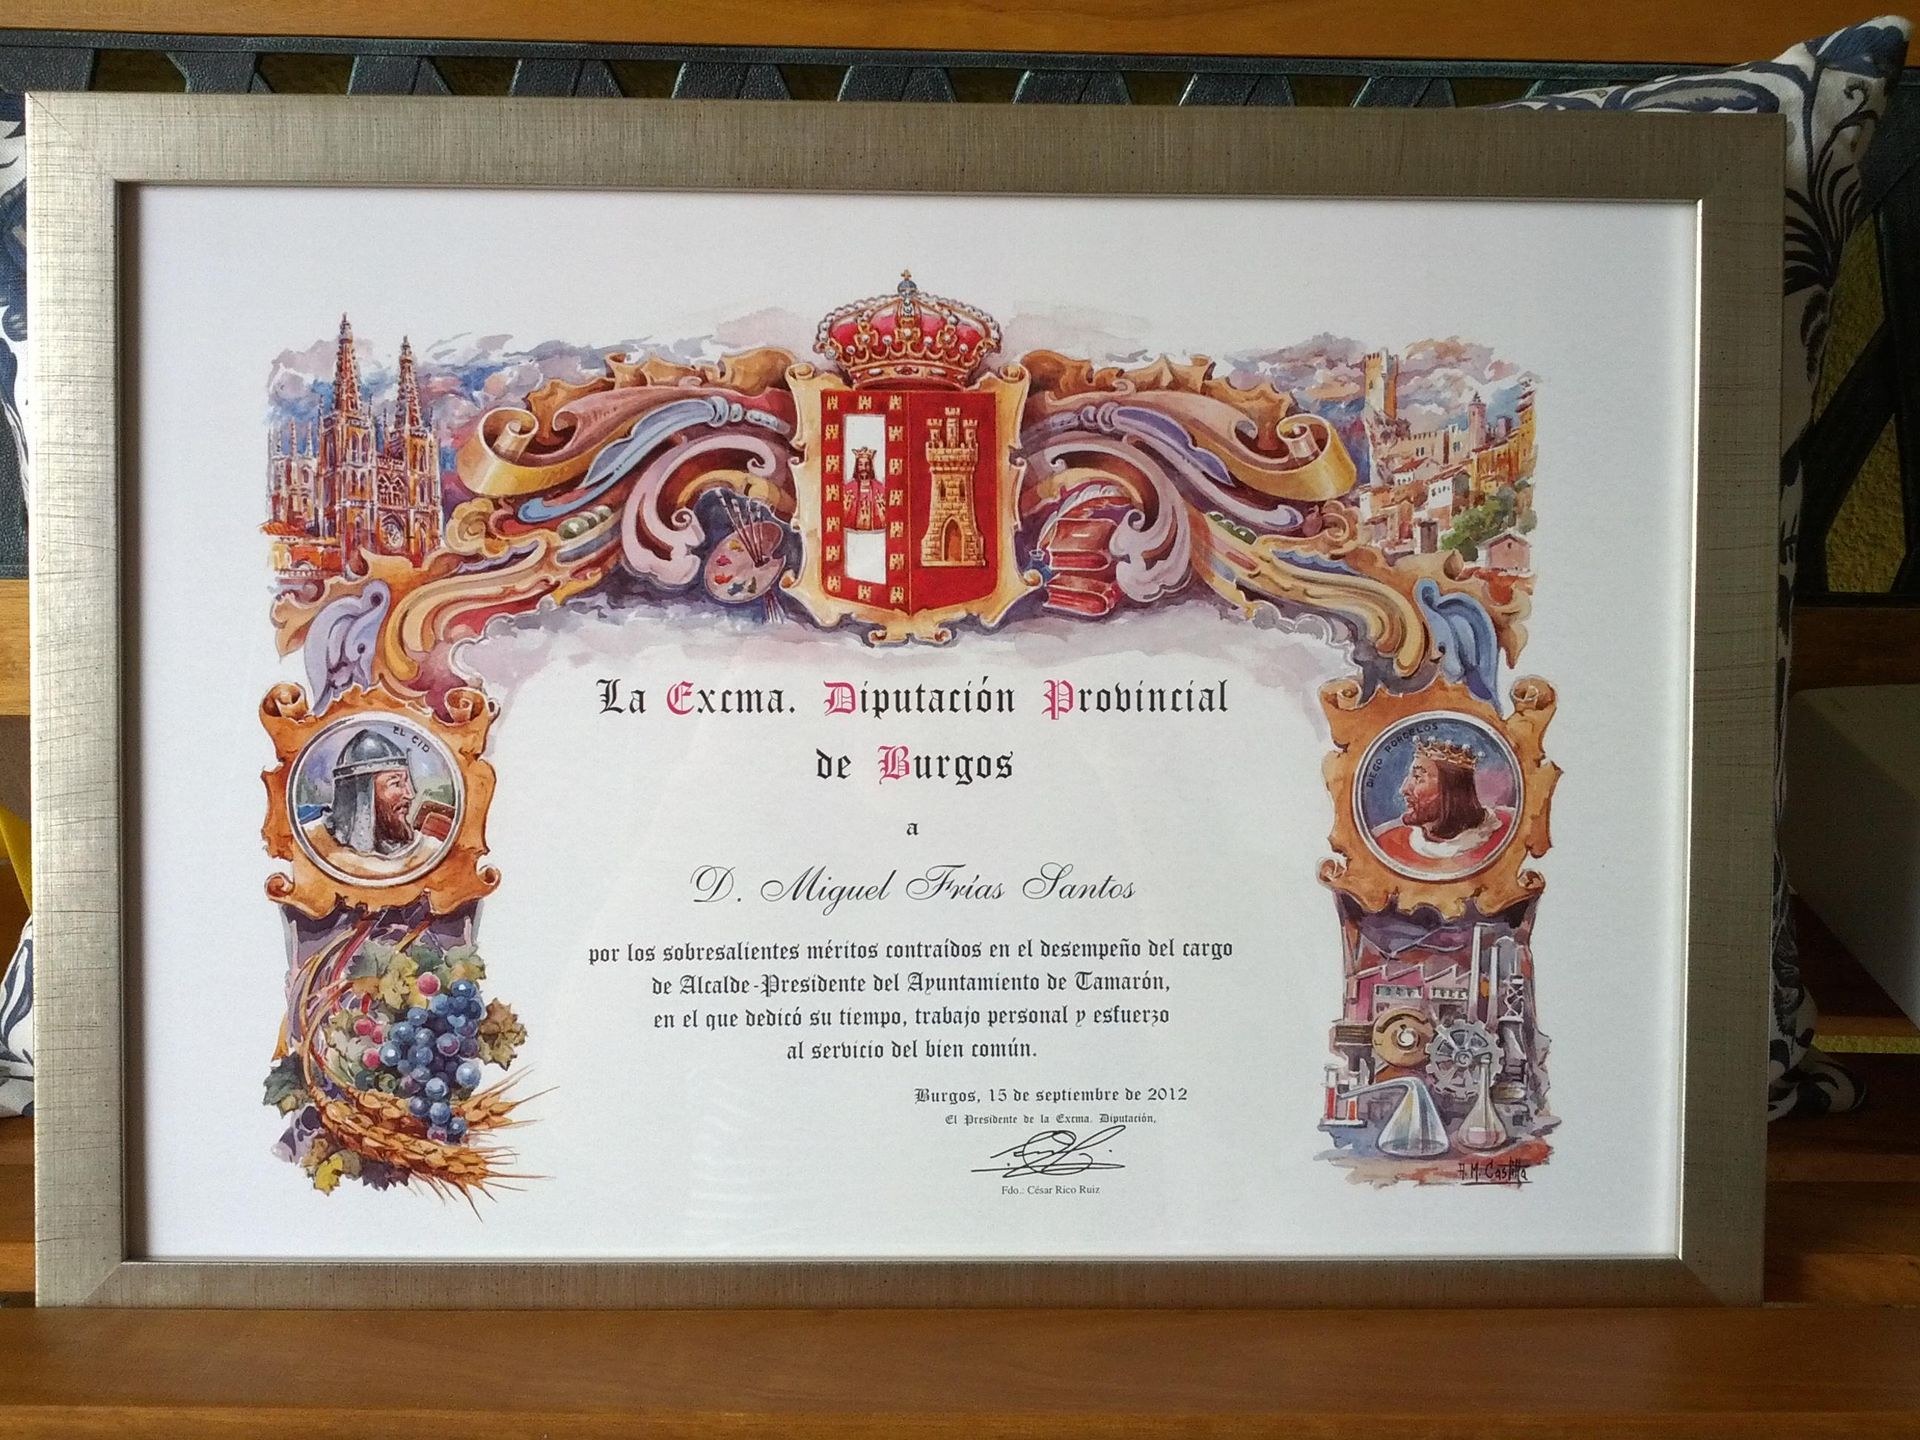 La Excma. Diputación Provincial
de Burgos
a
D. Miguel Frías Santos
por los sobresalientes méritos contraídos en el desempeño del cargo
de Alcalde-Presidente del Ayuntamiento de Tamarón,
en el que dedicó su tiempo, trabajo personal y esfuerzo
al servicio del bien común.
Burgos, 15 de septiembre de 2012
El Presidente de la Excma. Diputación,
Fdo.: César Rico Ruiz
EL CID
DIEGO PORCELOS
A. M. Castilla